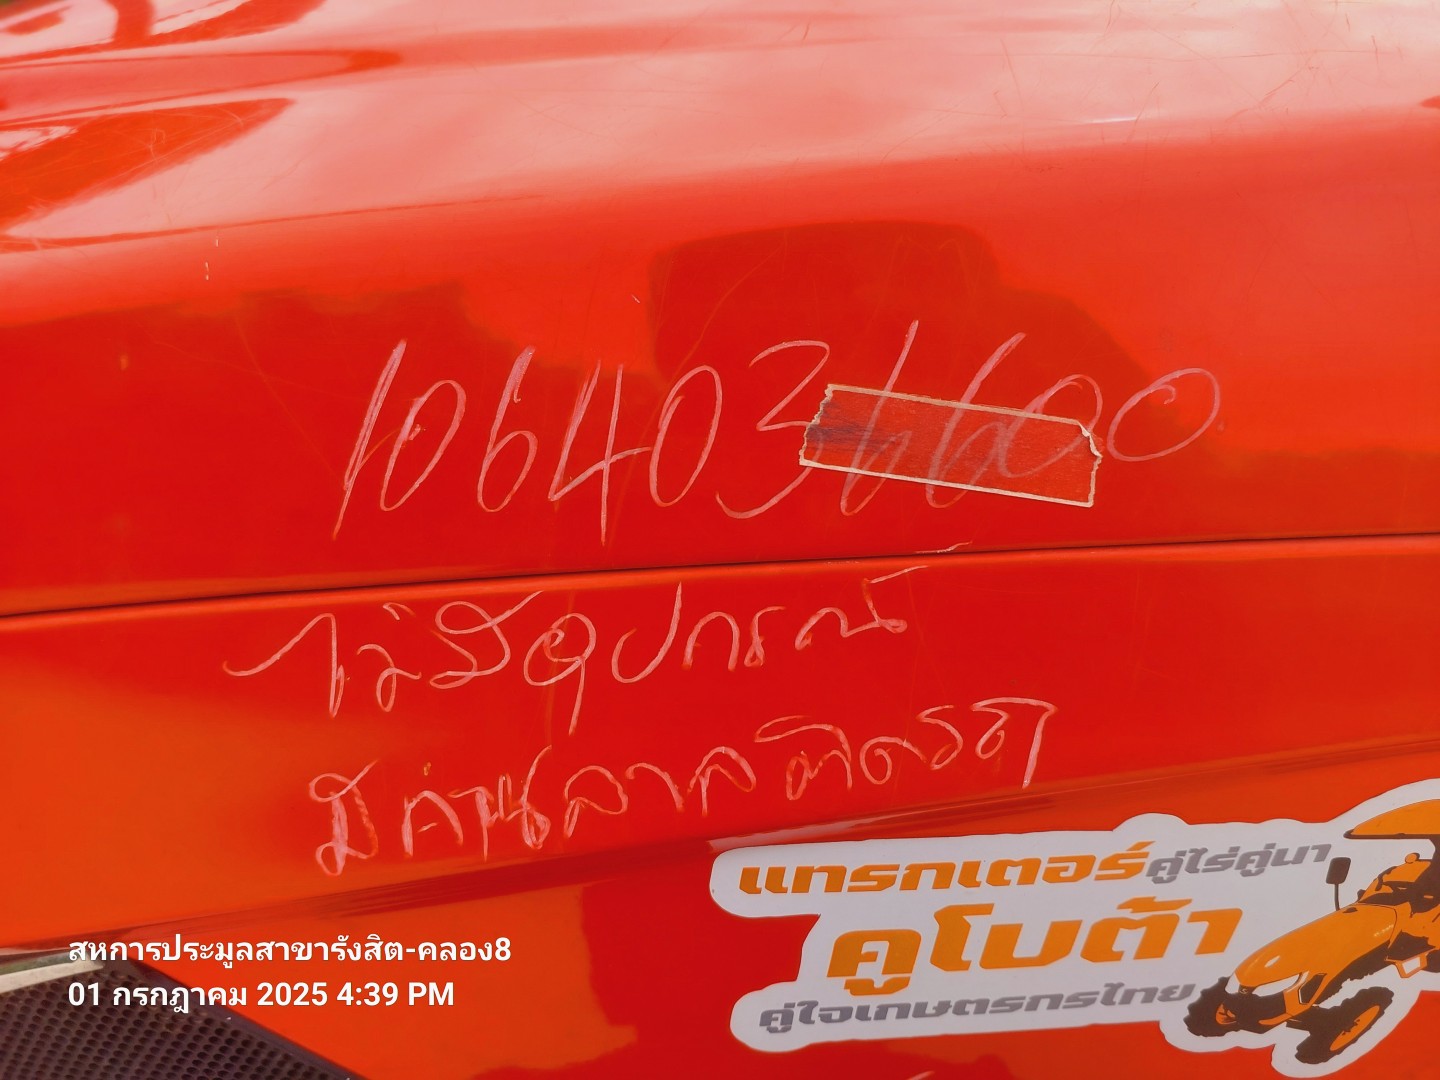 1064036600
ไม่มีอุปกรณ์
มีคานลากติดรถ
แทรกเตอร์คู่ไร่คู่นา
คูโบต้า
คู่ใจเกษตรกรไทย
สหการประมูลสาขารังสิต-คลอง8
01 กรกฎาคม 2025 4:39 PM